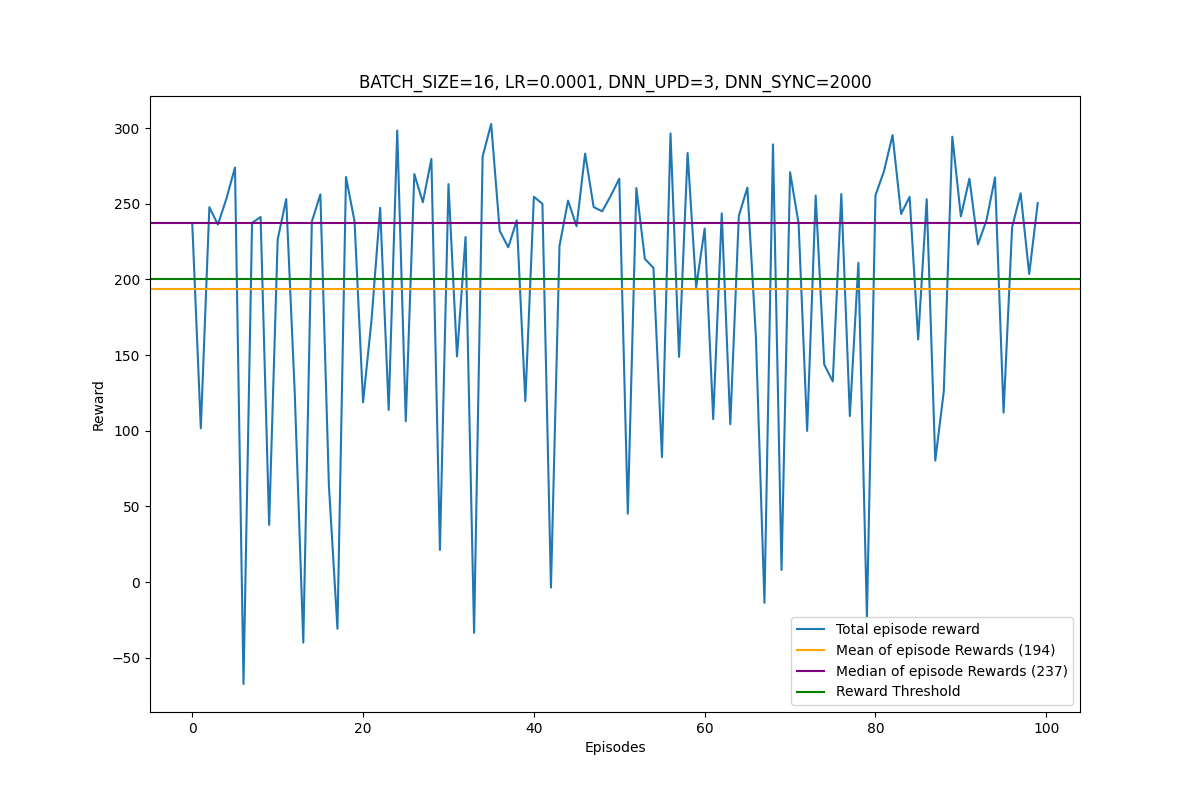 BATCH_SIZE=16, LR=0.0001, DNN_UPD=3, DNN_SYNC=2000
300
250
200
150
100
50
0
−50
Reward
Total episode reward
Mean of episode Rewards (194)
Median of episode Rewards (237)
Reward Threshold
0 20 40 60 80 100
Episodes